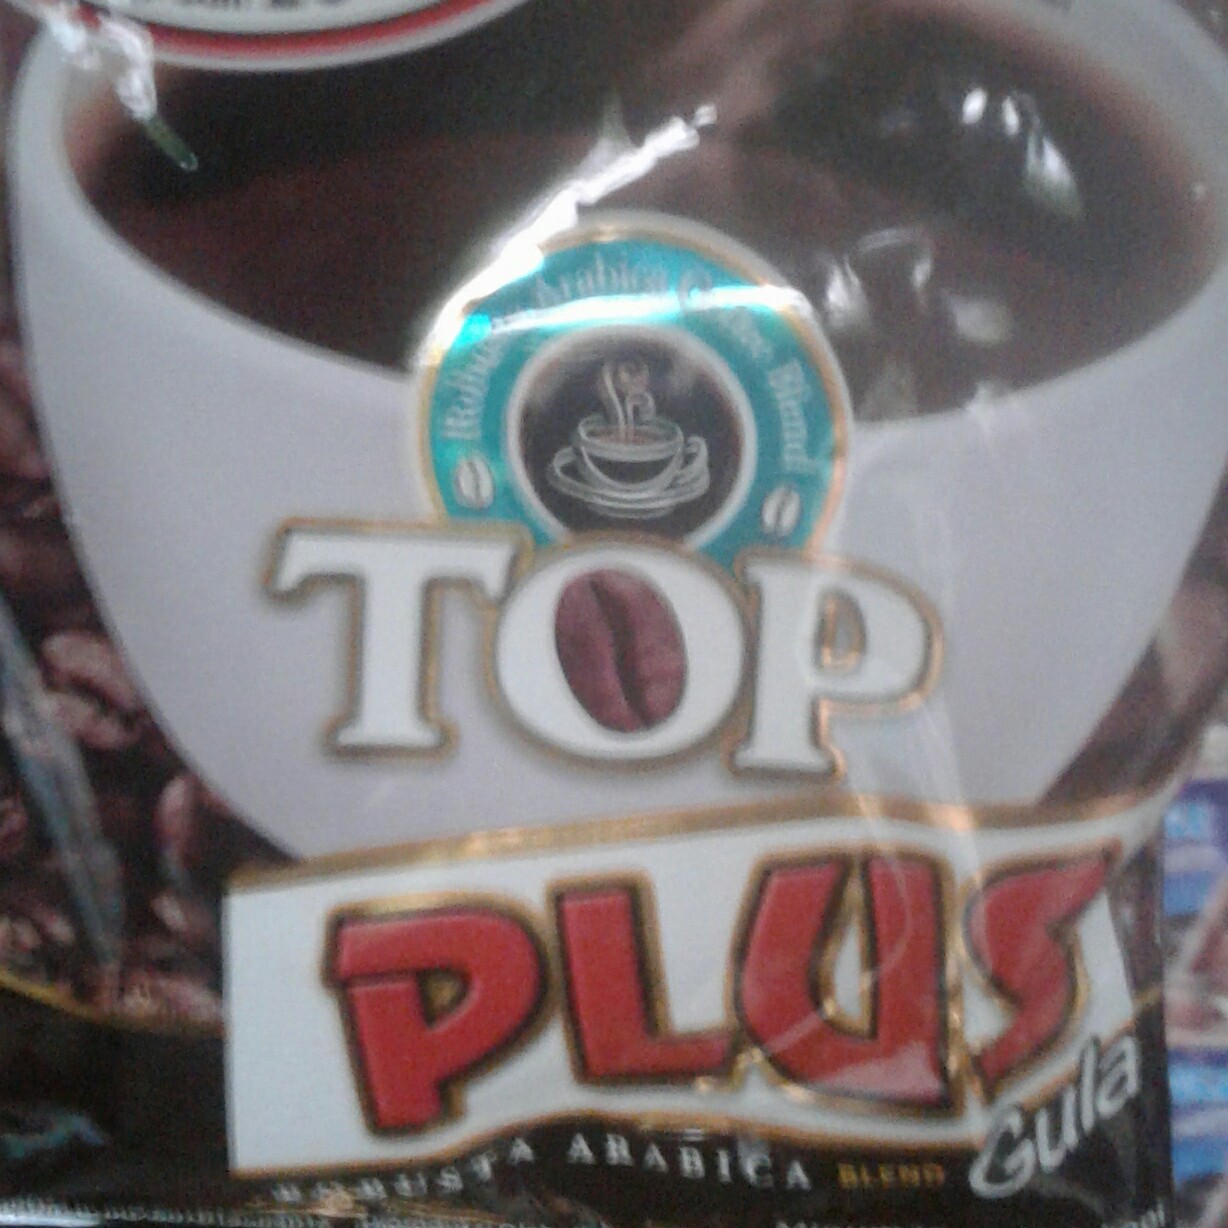 Robusta Arabica Coffee Blend
TOP
PLUS
Gula
ROBUSTA ARABICA BLEND